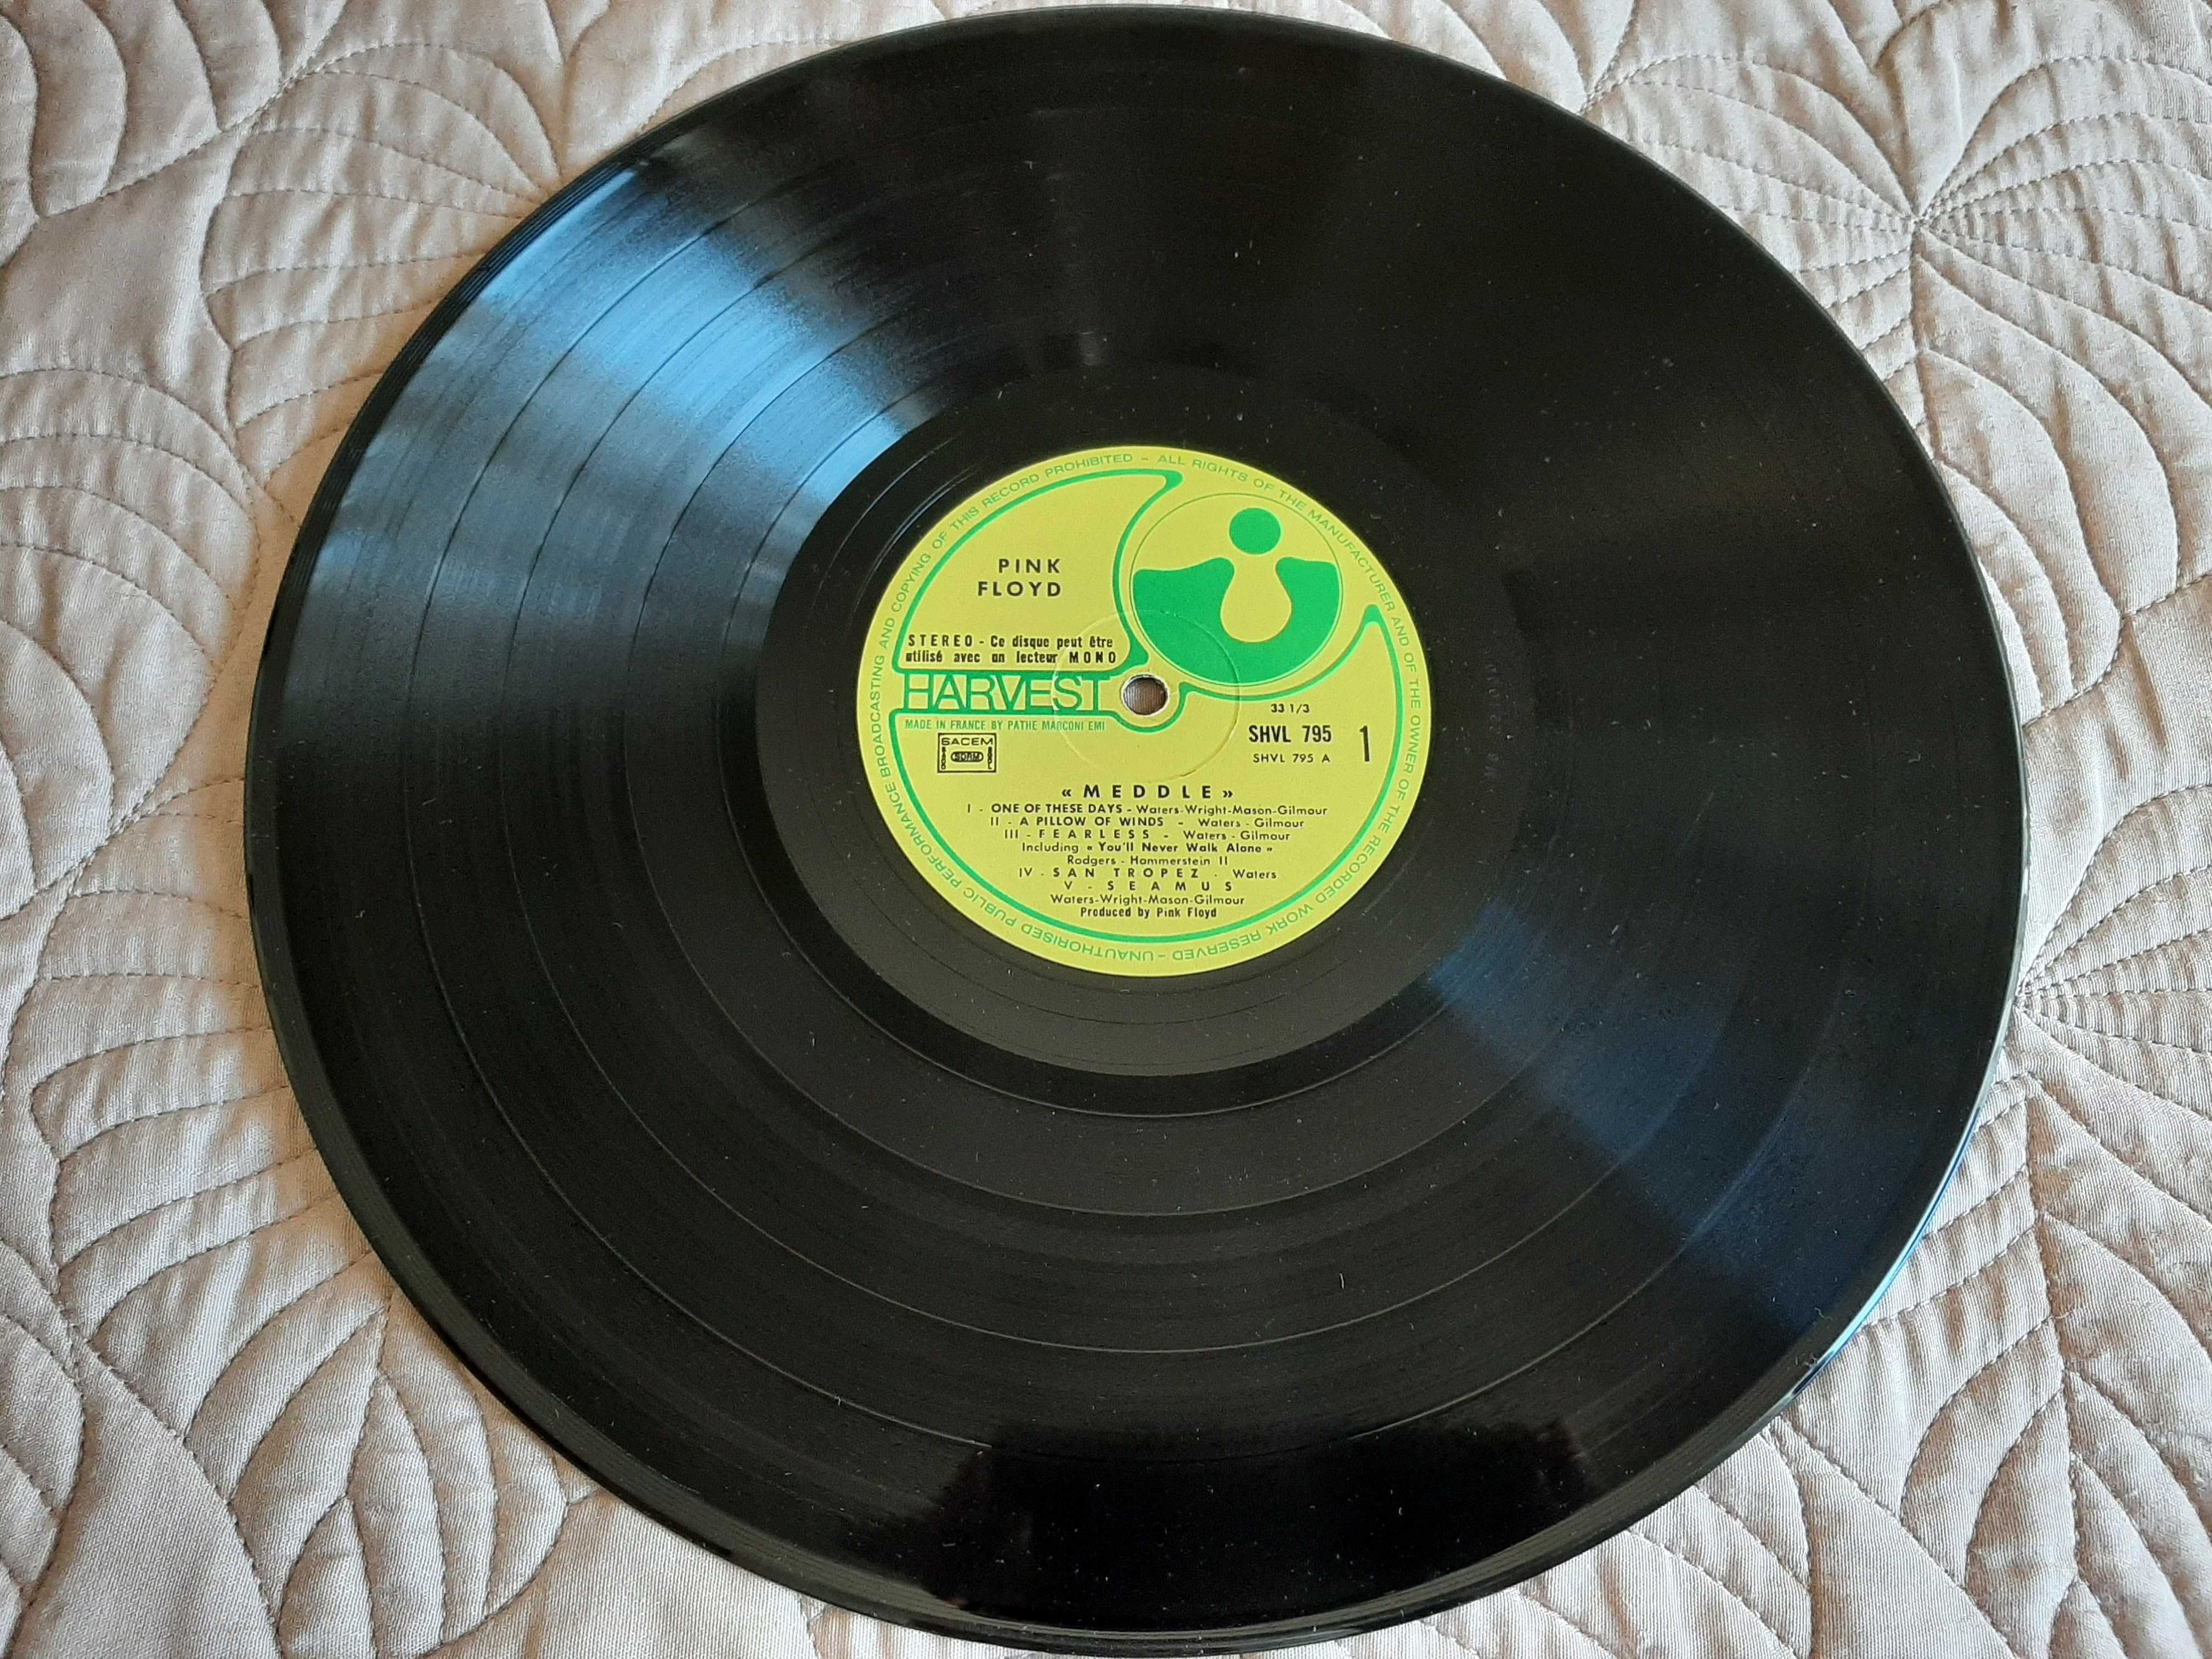 PINK
FLOYD
STEREO - Ce disque peut être
utilisé avec un lecteur MONO
HARVEST
MADE IN FRANCE BY PATHE MARCONI EMI
SACEM
SDRM
33 1/3
SHVL 795
1
SHVL 795 A
« MEDDLE »
I - ONE OF THESE DAYS - Waters-Wright-Mason-Gilmour
II - A PILLOW OF WINDS - Waters - Gilmour
III - FEARLESS - Waters - Gilmour
Including « You'll Never Walk Alone »
Rodgers - Hammerstein II
IV - SAN TROPEZ - Waters
V - SEAMUS
Waters-Wright-Mason-Gilmour
Produced by Pink Floyd
ALL RIGHTS OF THE MANUFACTURER AND OF THE OWNER OF THE RECORDED WORK RESERVED - UNAUTHORISED PUBLIC PERFORMANCE BROADCASTING AND COPYING OF THIS RECORD PROHIBITED -